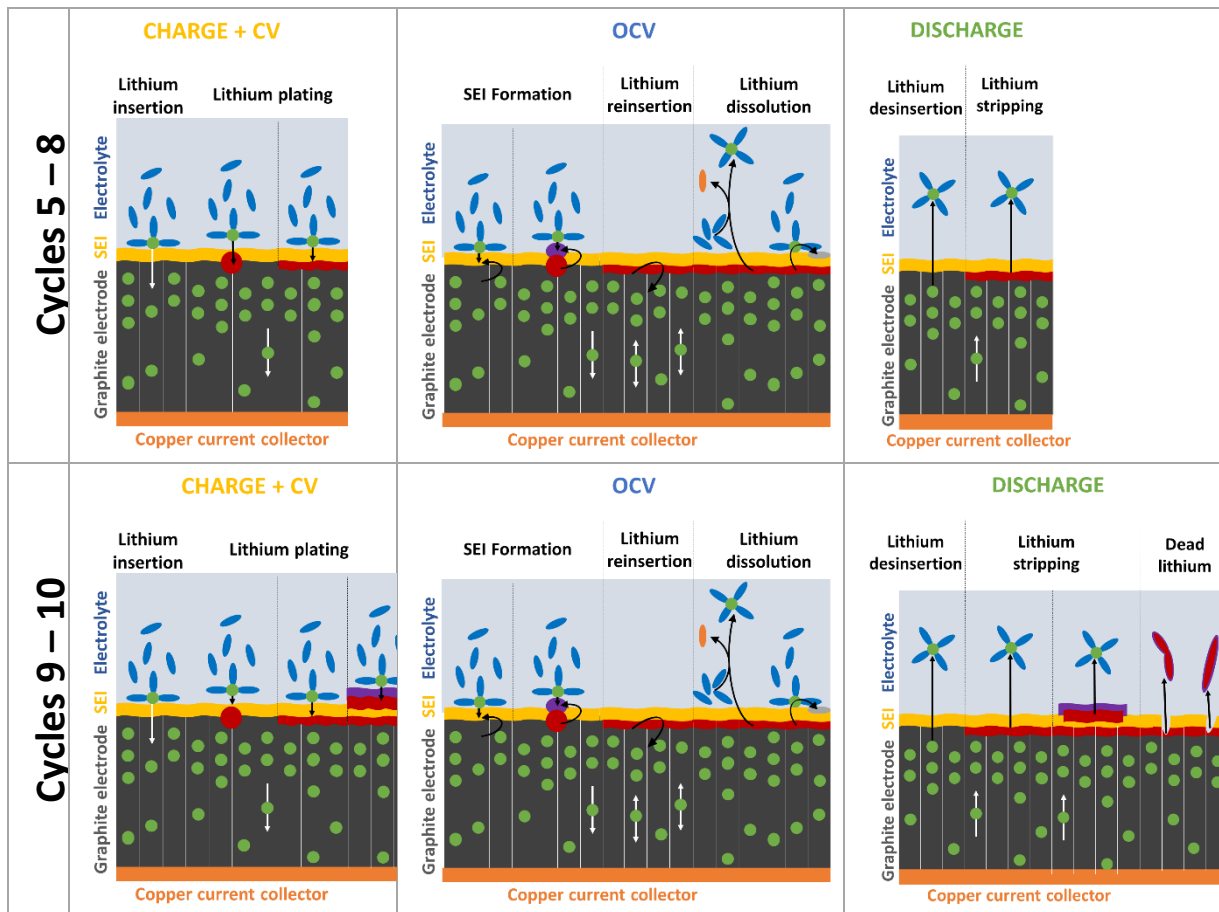 CHARGE + CV
OCV
DISCHARGE
Lithium
insertion
Lithium plating
SEI Formation
Lithium
reinsertion
Lithium
dissolution
Lithium
desinsertion
Lithium
stripping
Cycles 5 – 8
Graphite electrode
SEI
Electrolyte
Graphite electrode
SEI
Electrolyte
Graphite electrode
SEI
Electrolyte
Copper current collector
Copper current collector
Copper current collector
CHARGE + CV
OCV
DISCHARGE
Lithium
insertion
Lithium plating
SEI Formation
Lithium
reinsertion
Lithium
dissolution
Lithium
desinsertion
Lithium
stripping
Dead
lithium
Cycles 9 – 10
Graphite electrode
SEI
Electrolyte
Graphite electrode
SEI
Electrolyte
Graphite electrode
SEI
Electrolyte
Copper current collector
Copper current collector
Copper current collector